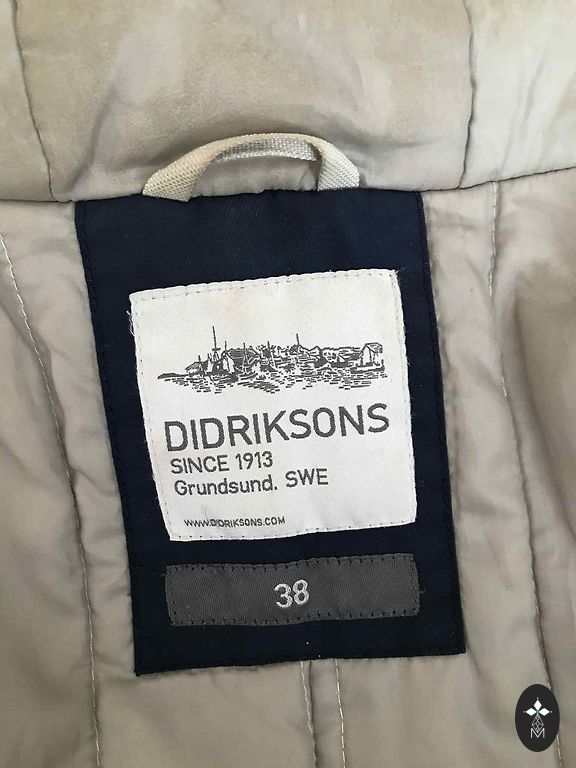 DIDRIKSONS
SINCE 1913
Grundsund. SWE
WWW.DIDRIKSONS.COM
38
M